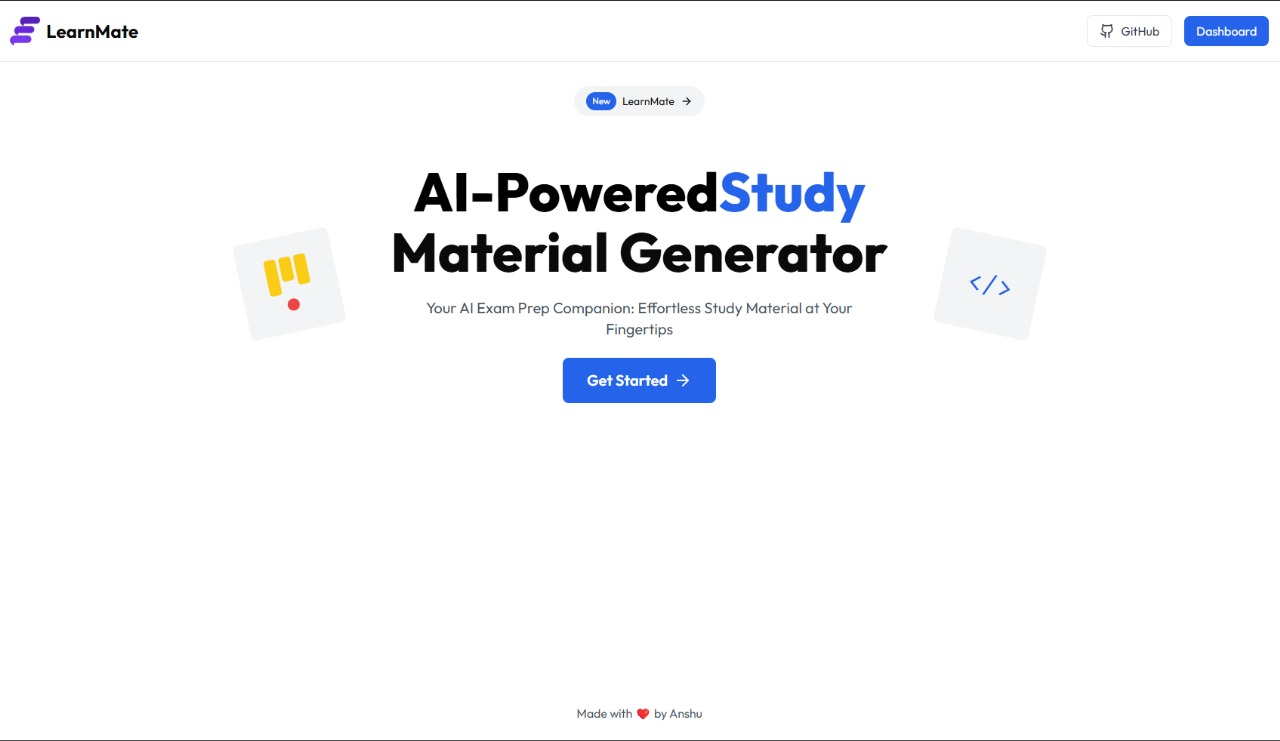 LearnMate
GitHub
Dashboard
New LearnMate →
AI-PoweredStudy
Material Generator
</>
Your AI Exam Prep Companion: Effortless Study Material at Your
Fingertips
Get Started →
Made with ❤️ by Anshu